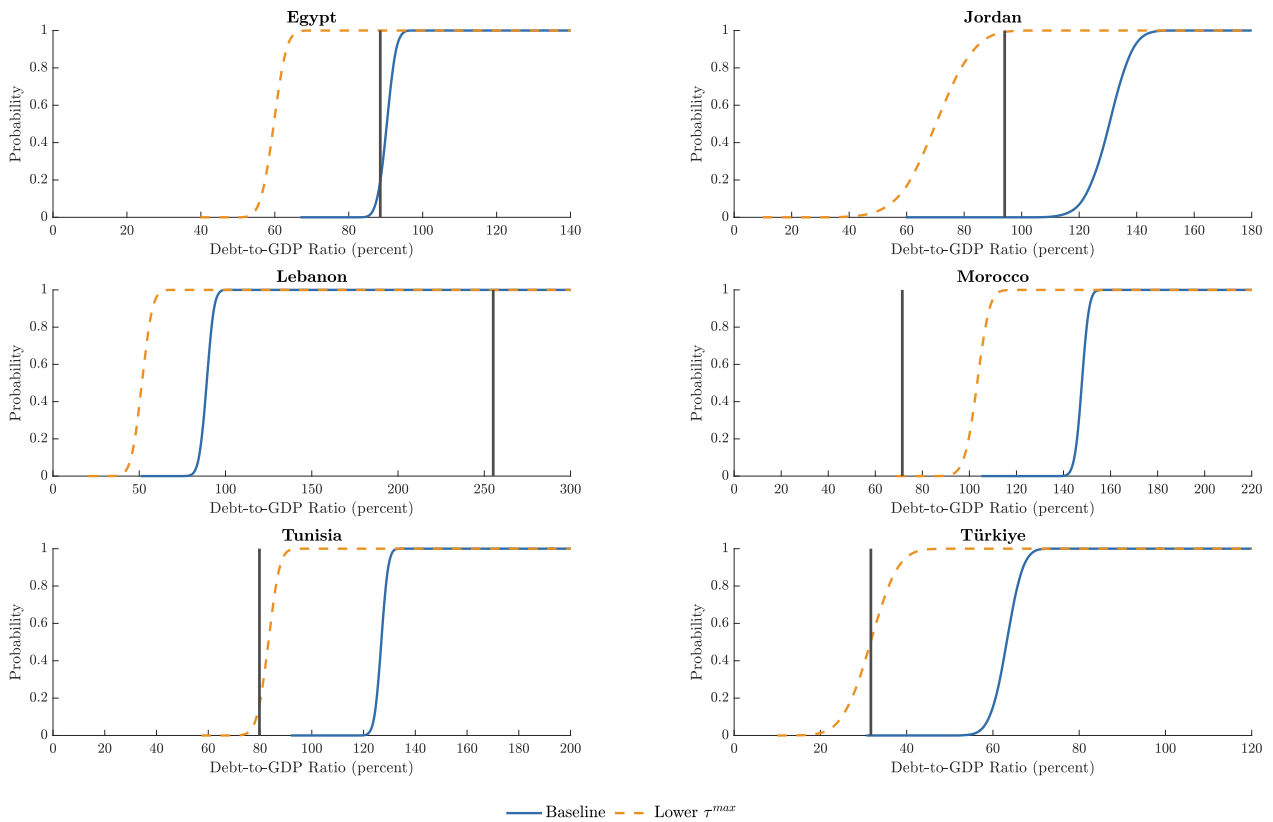 Egypt
1
0.8
0.6
0.4
0.2
0
Probability
0 20 40 60 80 100 120 140
Debt-to-GDP Ratio (percent)
Jordan
1
0.8
0.6
0.4
0.2
0
Probability
0 20 40 60 80 100 120 140 160 180
Debt-to-GDP Ratio (percent)
Lebanon
1
0.8
0.6
0.4
0.2
0
Probability
0 50 100 150 200 250 300
Debt-to-GDP Ratio (percent)
Morocco
1
0.8
0.6
0.4
0.2
0
Probability
0 20 40 60 80 100 120 140 160 180 200 220
Debt-to-GDP Ratio (percent)
Tunisia
1
0.8
0.6
0.4
0.2
0
Probability
0 20 40 60 80 100 120 140 160 180 200
Debt-to-GDP Ratio (percent)
Türkiye
1
0.8
0.6
0.4
0.2
0
Probability
0 20 40 60 80 100 120
Debt-to-GDP Ratio (percent)
Baseline Lower τ^max